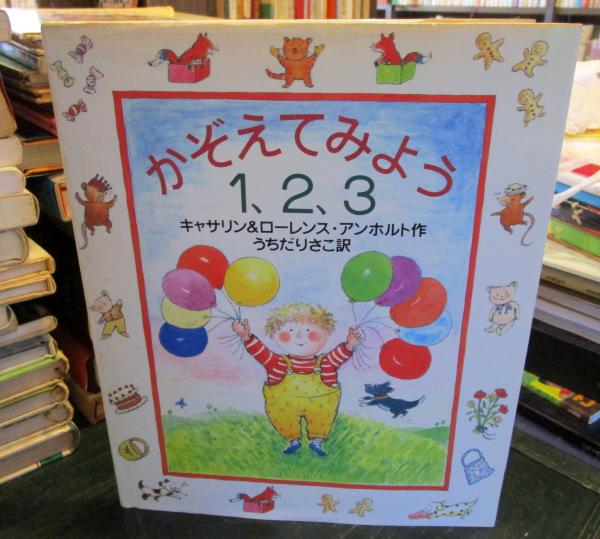 かぞえてみよう
1、2、3
キャサリン&ローレンス・アンホルト作
うちだりさこ訳